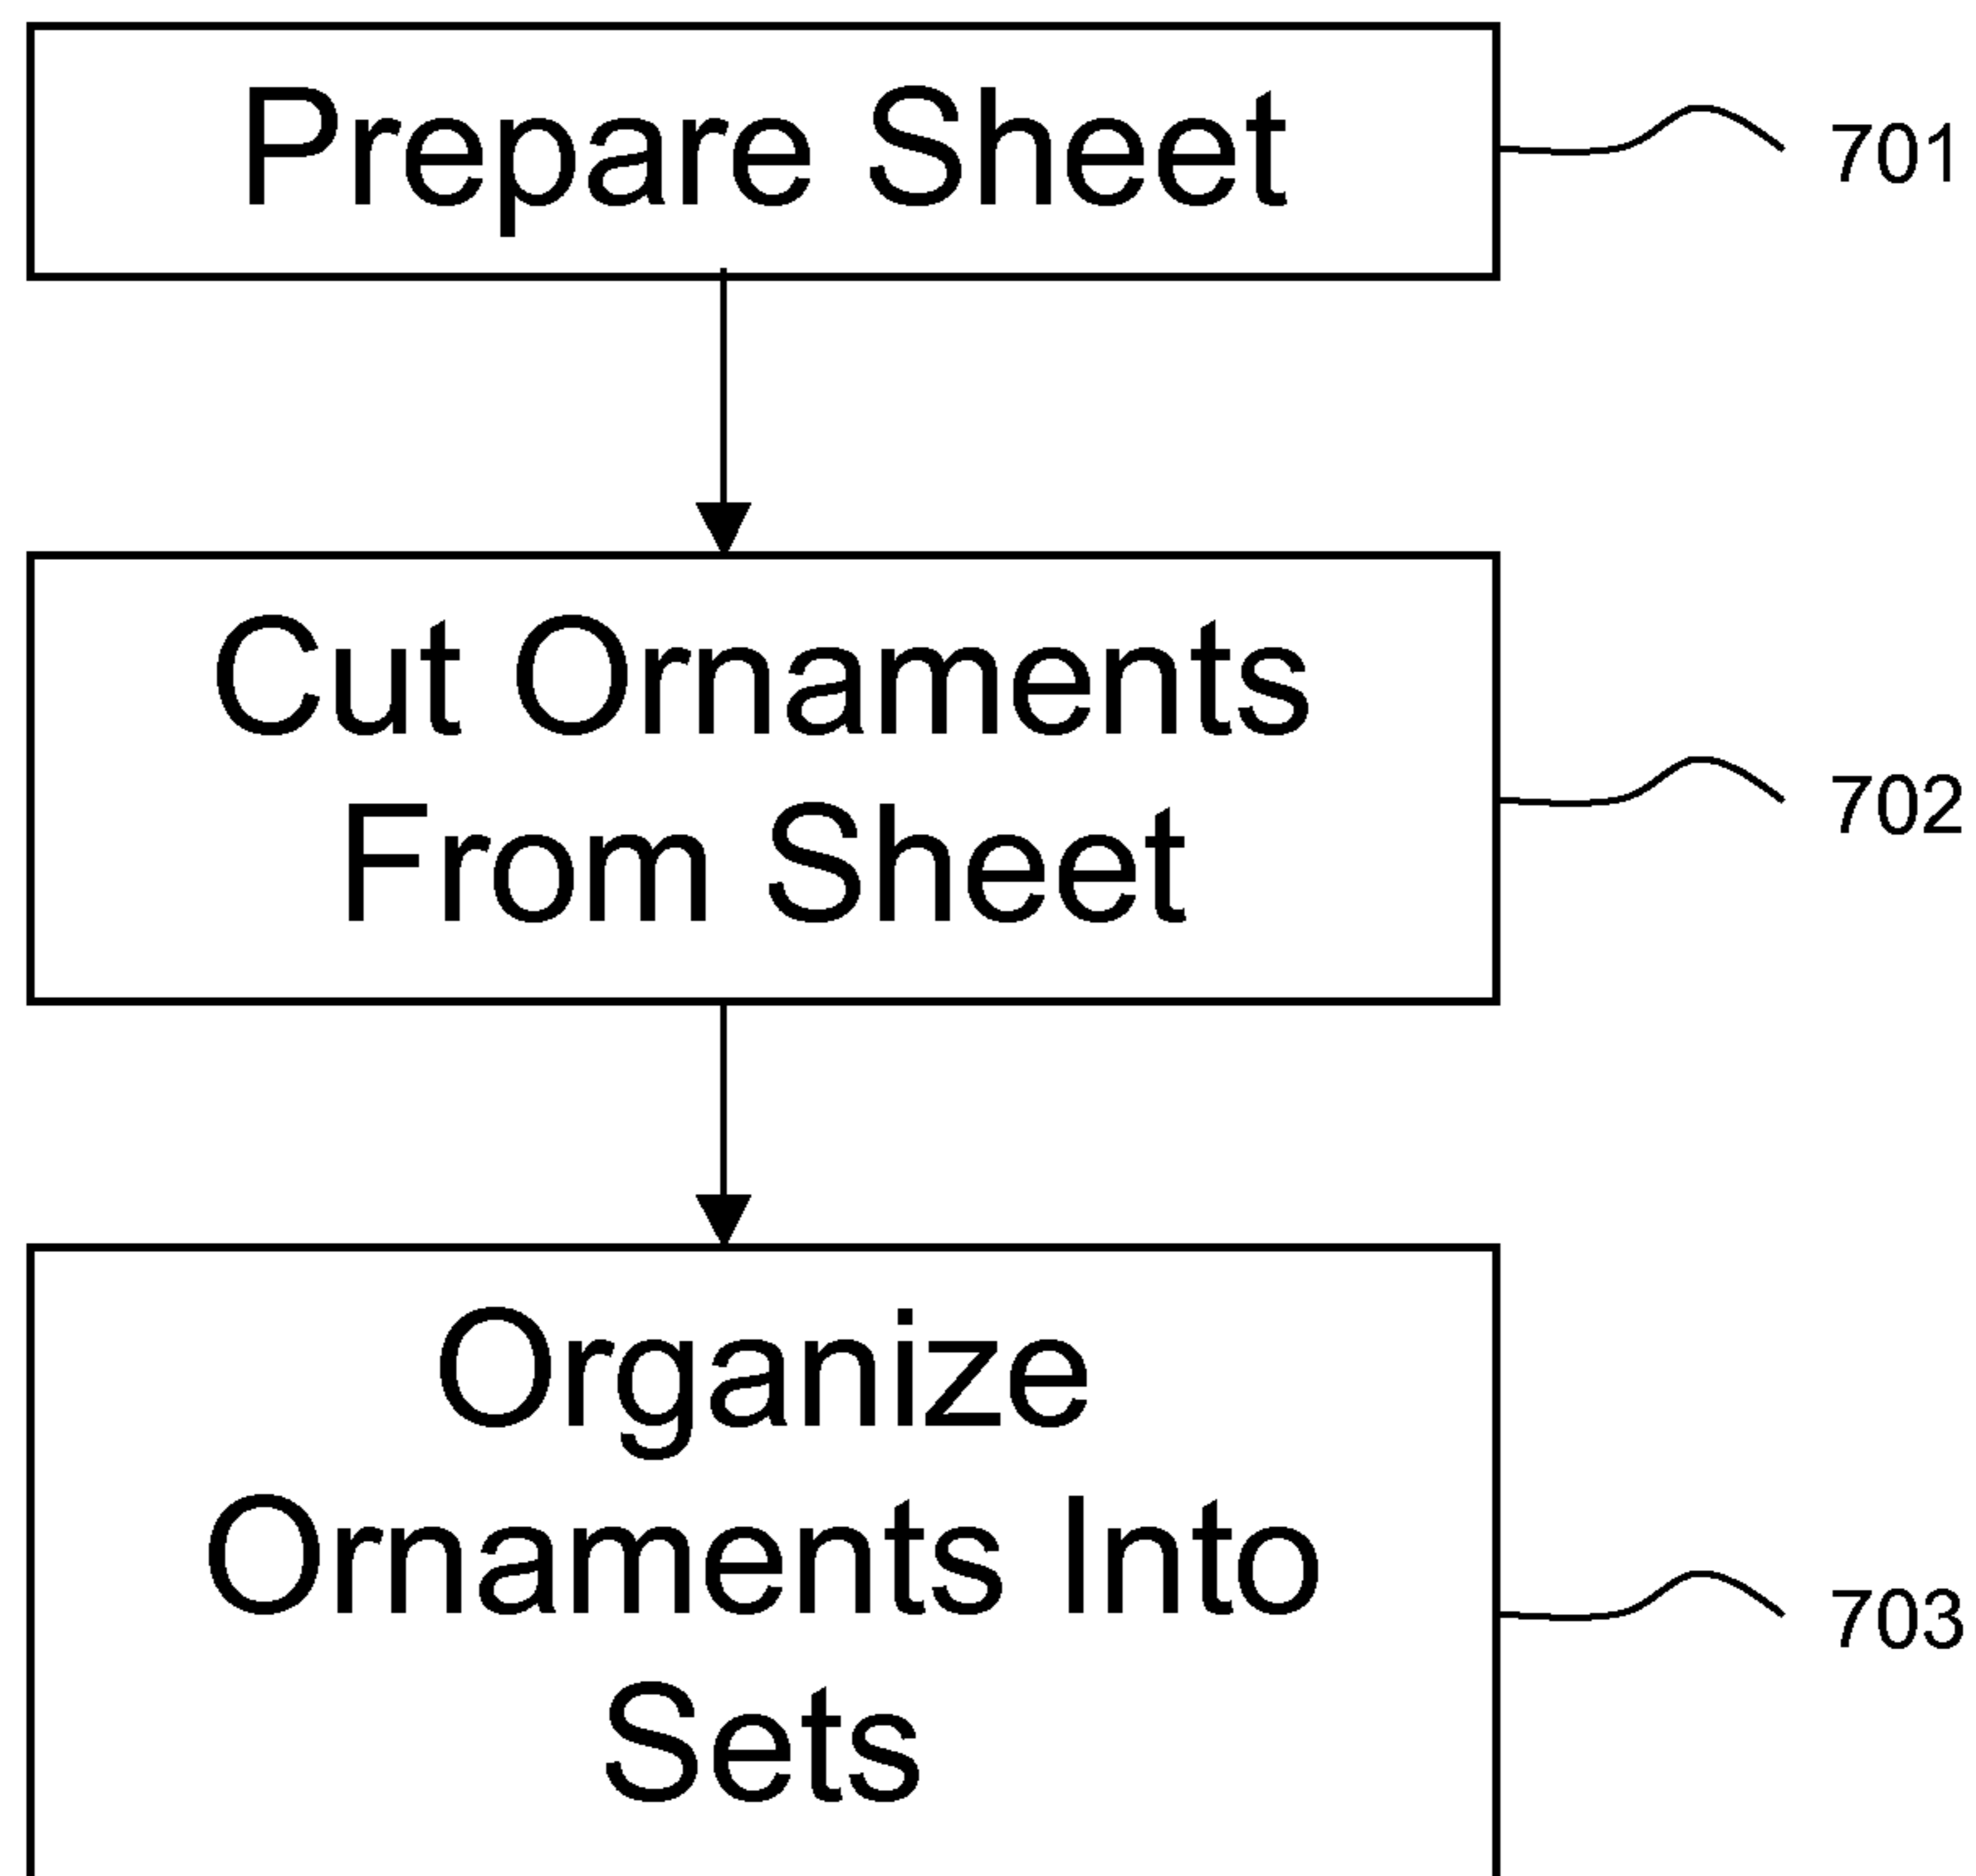 Prepare Sheet
701
Cut Ornaments
From Sheet
702
Organize
Ornaments Into
Sets
703